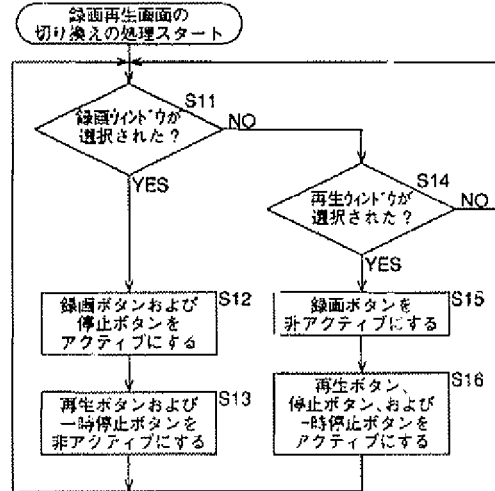 録画再生画面の
切り換えの処理スタート
S11
録画ウィンドウが
選択された？
NO
YES
S14
再生ウィンドウが
選択された？
NO
YES
S12
録画ボタンおよび
停止ボタンを
アクティブにする
S15
録画ボタンを
非アクティブにする
S13
再生ボタンおよび
一時停止ボタンを
非アクティブにする
S16
再生ボタン、
停止ボタン、および
一時停止ボタンを
アクティブにする